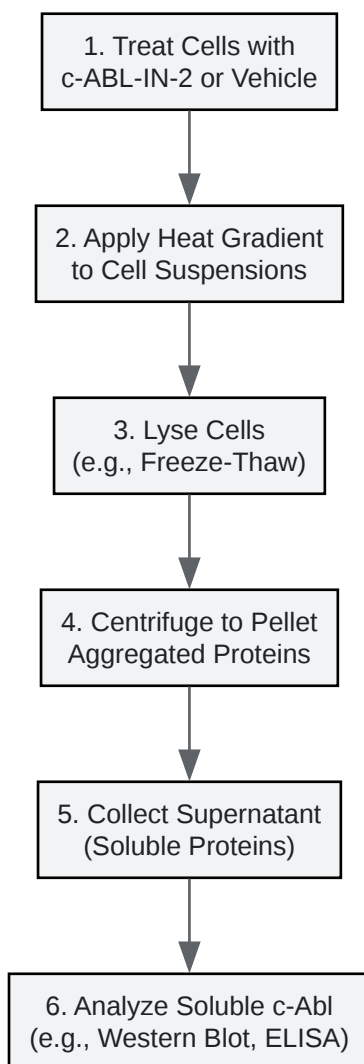 1. Treat Cells with
c-ABL-IN-2 or Vehicle
2. Apply Heat Gradient
to Cell Suspensions
3. Lyse Cells
(e.g., Freeze-Thaw)
4. Centrifuge to Pellet
Aggregated Proteins
5. Collect Supernatant
(Soluble Proteins)
6. Analyze Soluble c-Abl
(e.g., Western Blot, ELISA)